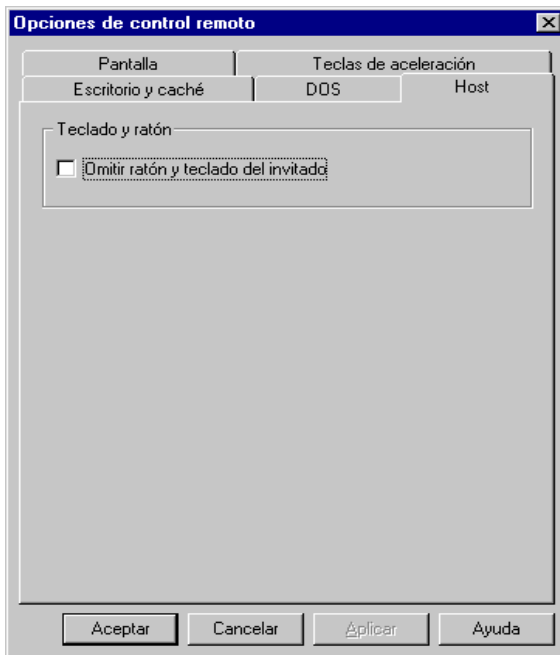 Opciones de control remoto
Pantalla
Teclas de aceleración
Escritorio y caché
DOS
Host
Teclado y ratón
Omitir ratón y teclado del invitado
Aceptar
Cancelar
Aplicar
Ayuda